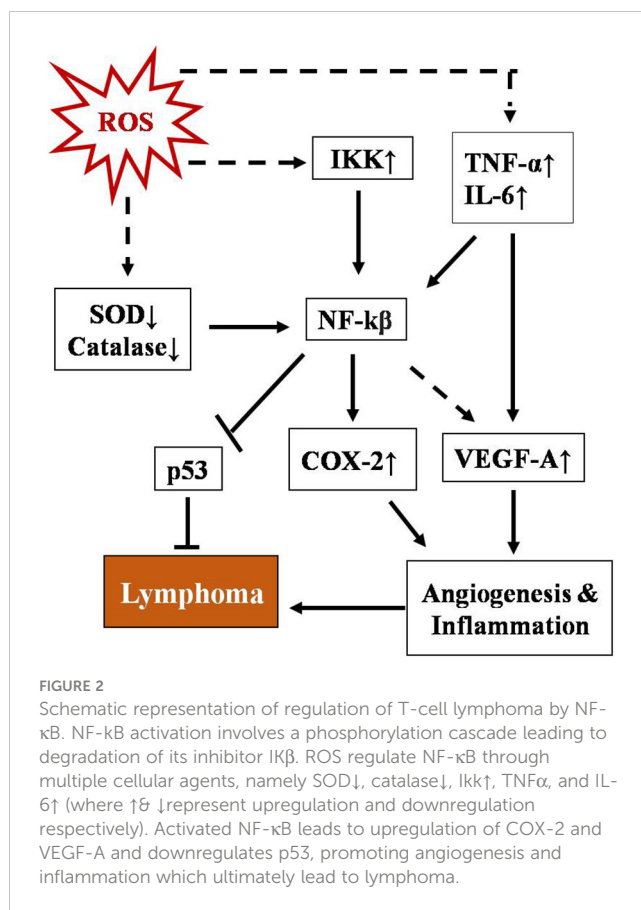 ROS
IKK↑
TNF-α↑
IL-6↑
SOD↓
Catalase↓
NF-kβ
p53
COX-2↑
VEGF-A↑
Lymphoma
Angiogenesis &
Inflammation
FIGURE 2
Schematic representation of regulation of T-cell lymphoma by NF-
κB. NF-kB activation involves a phosphorylation cascade leading to
degradation of its inhibitor IKβ. ROS regulate NF-κB through
multiple cellular agents, namely SOD↓, catalase↓, Ikk↑, TNFα, and IL-
6↑ (where ↑& ↓represent upregulation and downregulation
respectively). Activated NF-κB leads to upregulation of COX-2 and
VEGF-A and downregulates p53, promoting angiogenesis and
inflammation which ultimately lead to lymphoma.